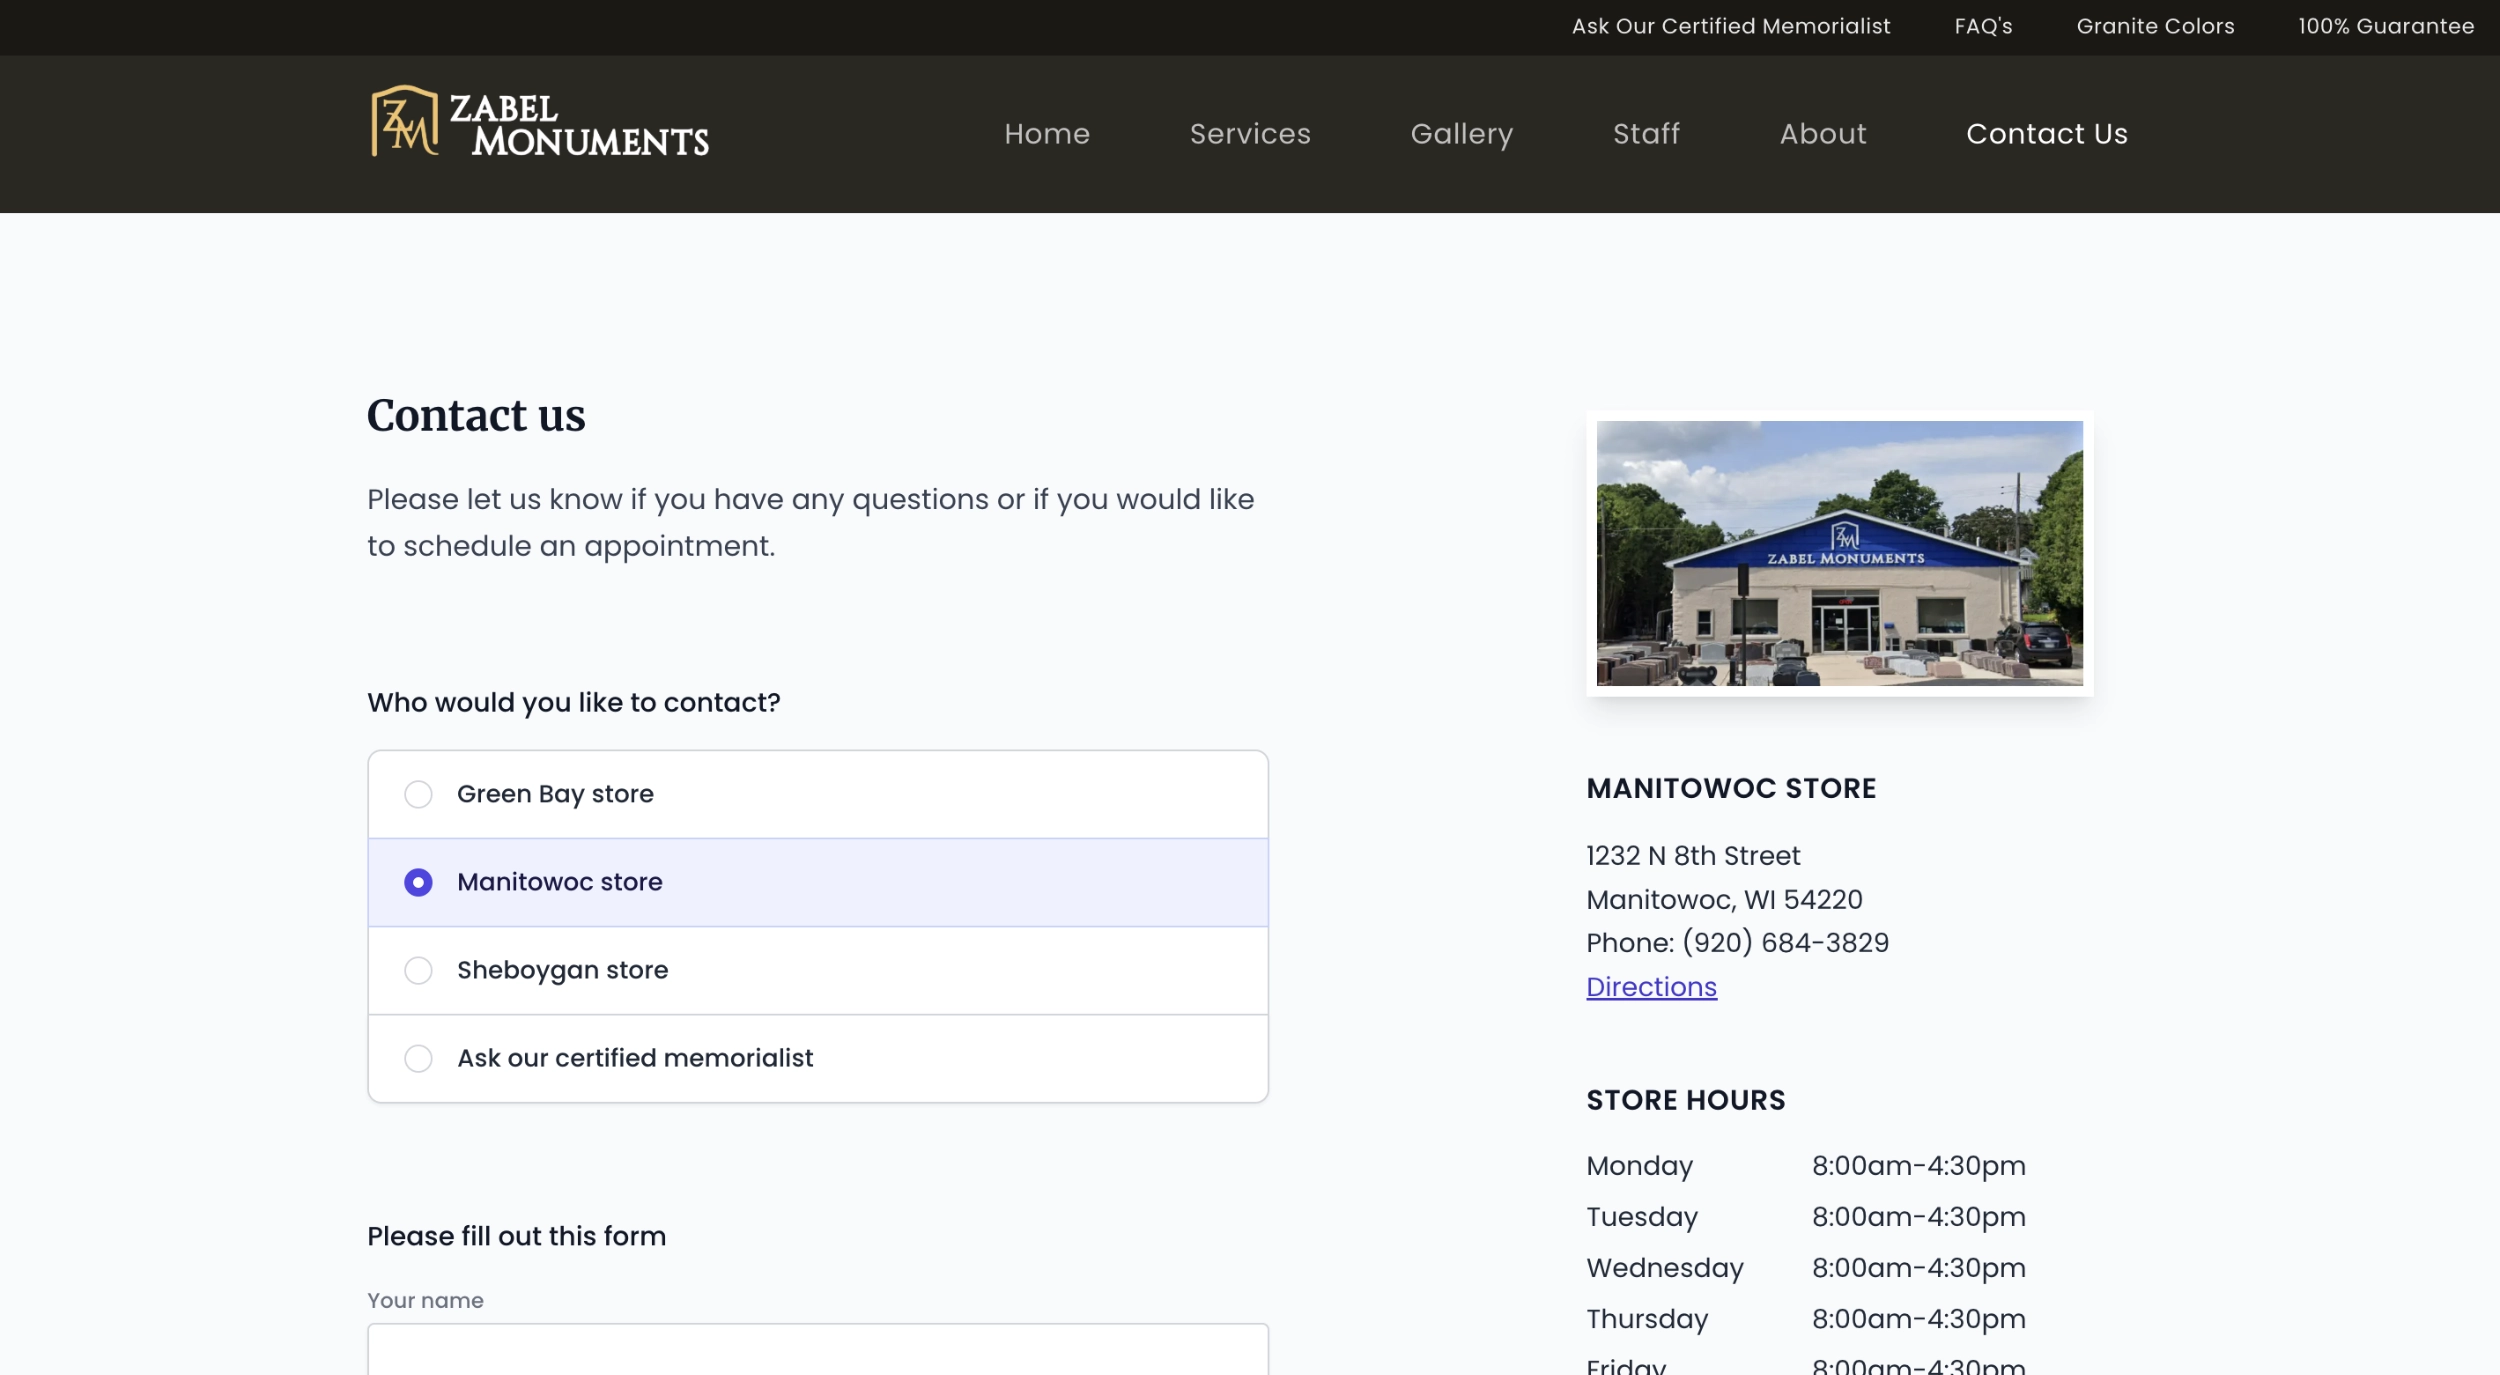 Ask Our Certified Memorialist FAQ's Granite Colors 100% Guarantee
ZM
ZABEL
MONUMENTS
Home Services Gallery Staff About Contact Us
Contact us
Please let us know if you have any questions or if you would like
to schedule an appointment.
Who would you like to contact?
Green Bay store
Manitowoc store
Sheboygan store
Ask our certified memorialist
Please fill out this form
Your name
ZM
ZABEL MONUMENTS
MANITOWOC STORE
1232 N 8th Street
Manitowoc, WI 54220
Phone: (920) 684-3829
Directions
STORE HOURS
Monday 8:00am-4:30pm
Tuesday 8:00am-4:30pm
Wednesday 8:00am-4:30pm
Thursday 8:00am-4:30pm
Friday 8:00am-4:30pm